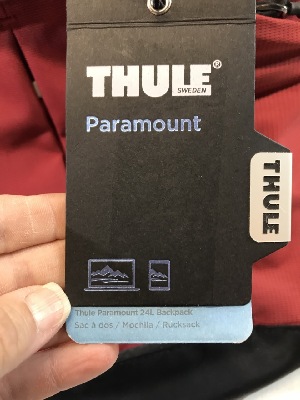 THULE®
SWEDEN
Paramount
THULE
Thule Paramount 24L Backpack
Sac à dos / Mochila / Rucksack